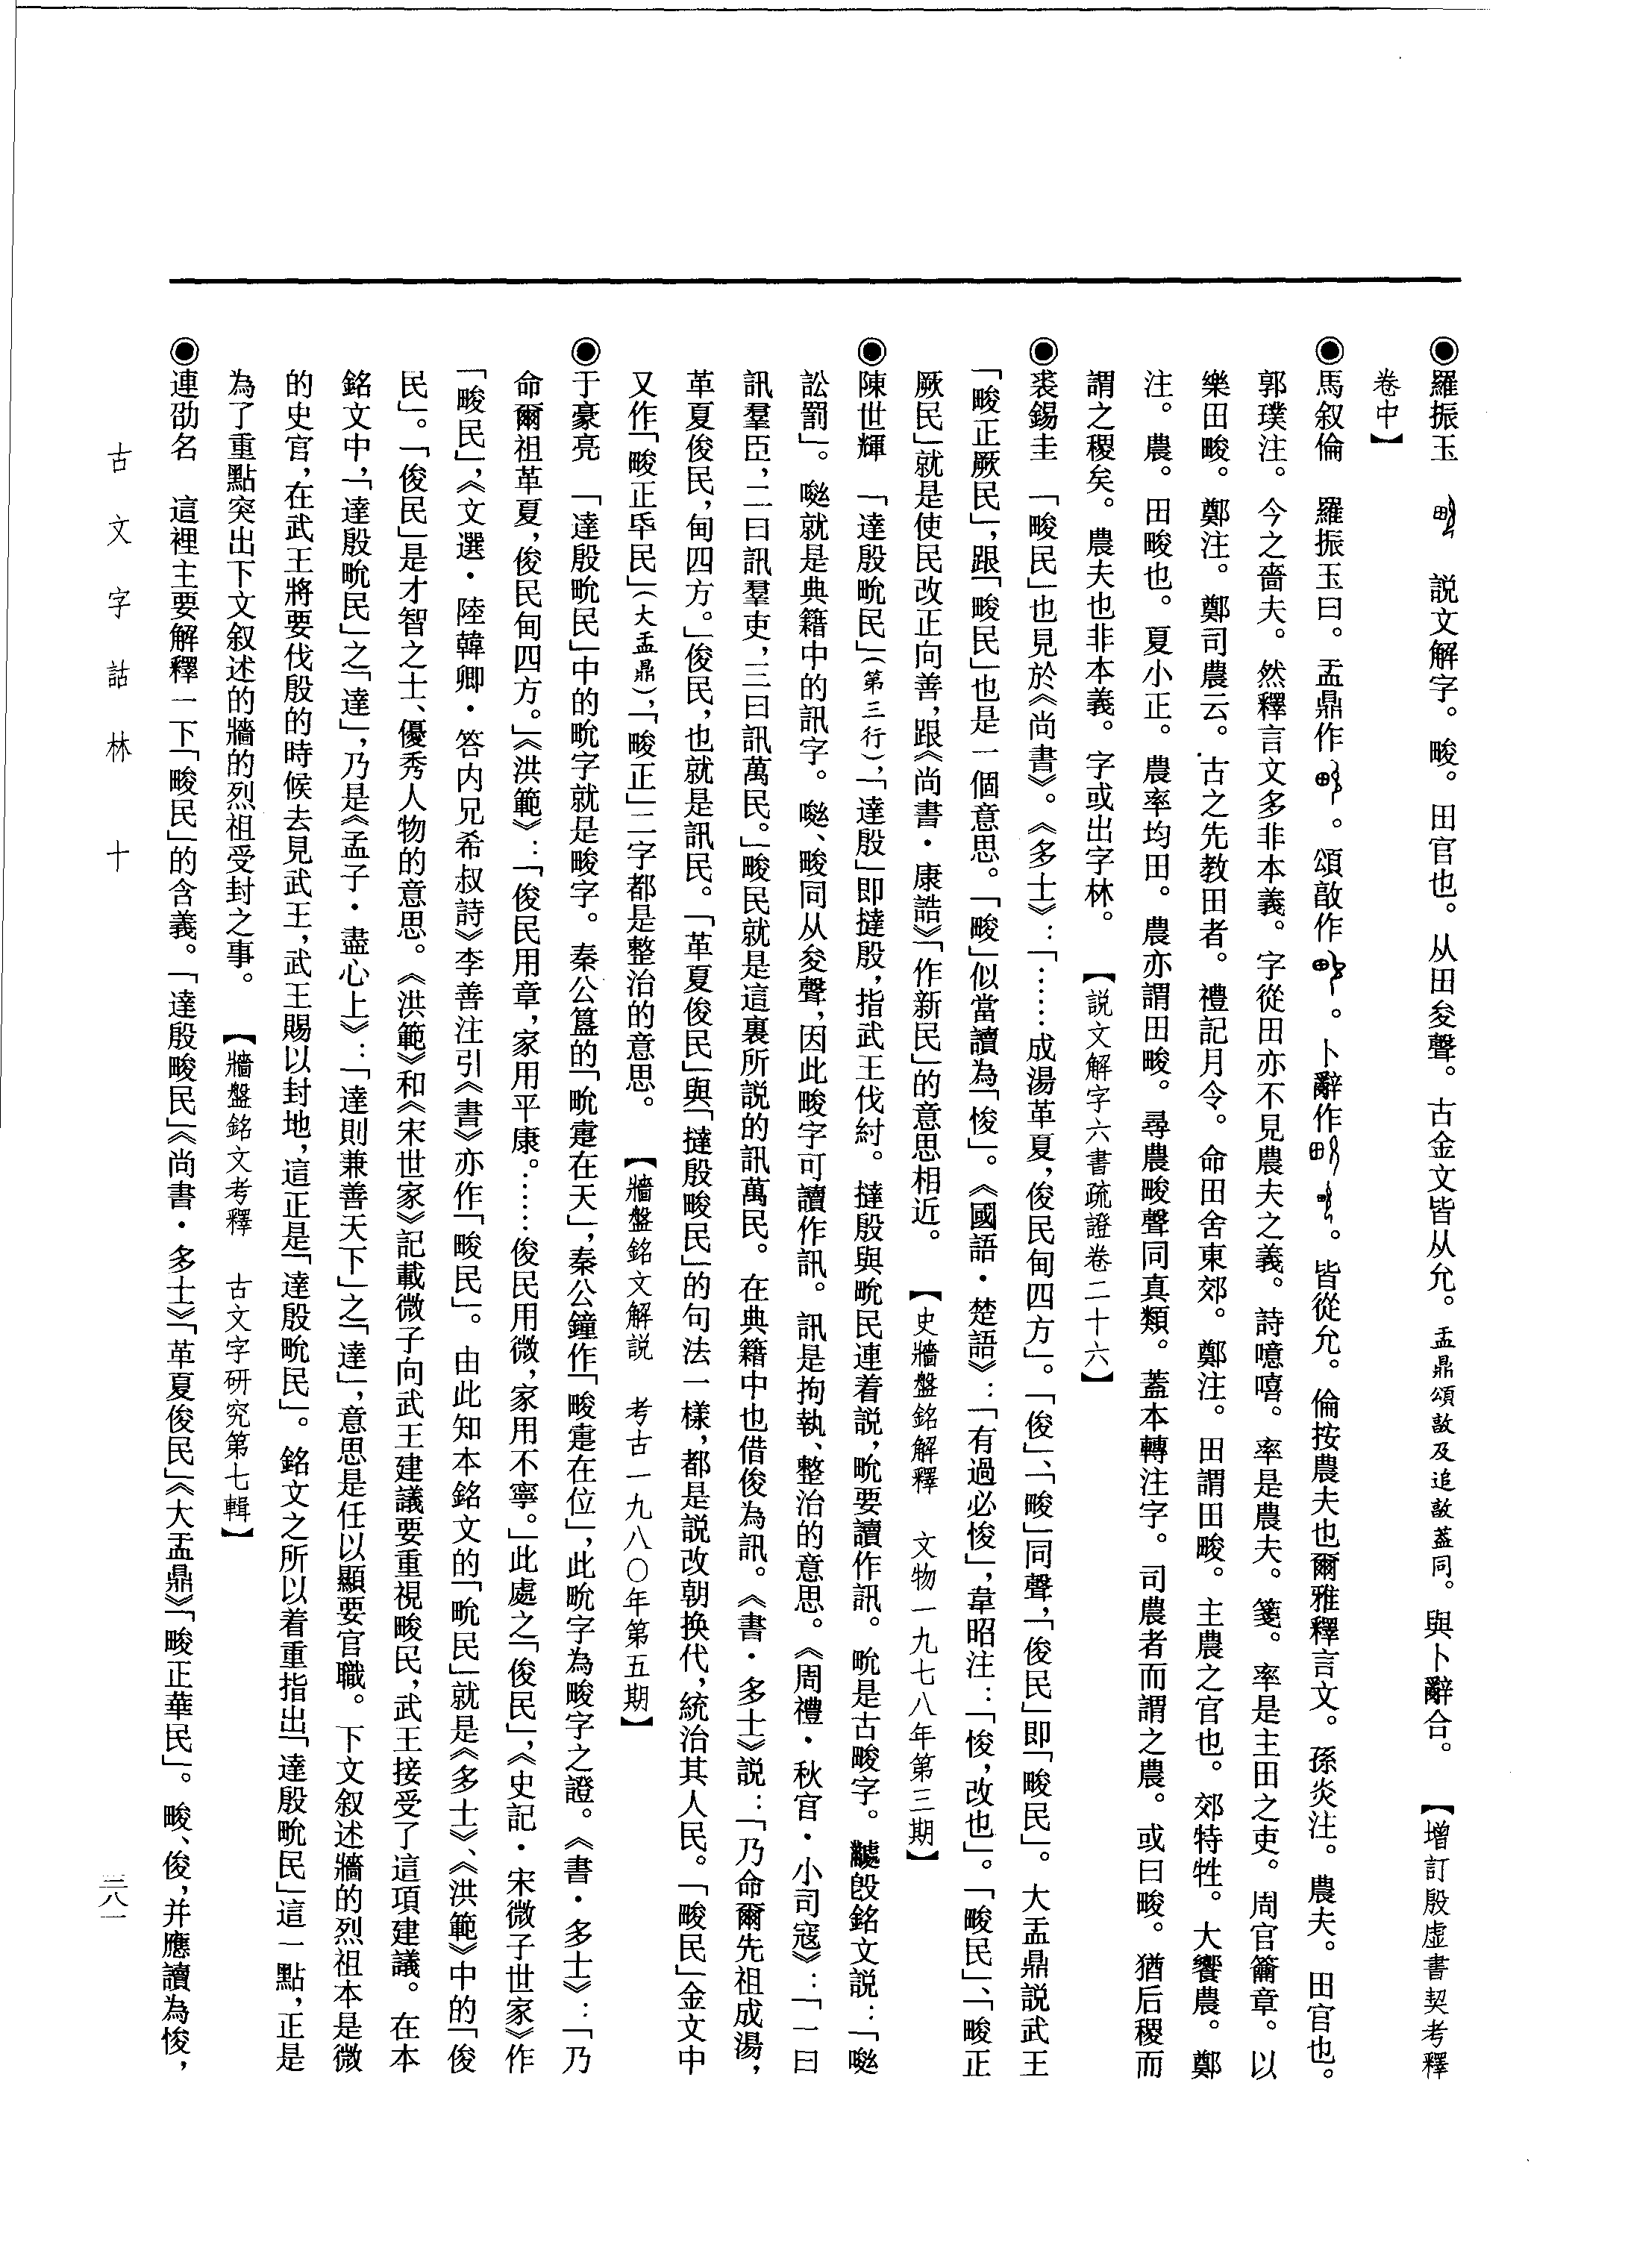 ◉羅振玉　説文解字。畯。田官也。从田夋聲。古金文皆从允。盂鼎頌敦及追敦蓋同。與卜辭合。　【增訂殷虛書契考釋
卷中】
◉馬叙倫　羅振玉曰。盂鼎作。頌敨作。卜辭作。皆從允。倫按農夫也爾雅釋言文。孫炎注。農夫。田官也。
郭璞注。今之嗇夫。然釋言文多非本義。字從田亦不見農夫之義。詩噫嘻。率是農夫。箋。率是主田之吏。周官籥章。以
樂田畯。鄭注。鄭司農云。古之先教田者。禮記月令。命田舍東郊。鄭注。田謂田畯。主農之官也。郊特牲。大饗農。鄭
注。農。田畯也。夏小正。農率均田。農亦謂田畯。尋農畯聲同真類。蓋本轉注字。司農者而謂之農。或曰畯。猶后稷而
謂之稷矣。農夫也非本義。字或出字林。　【説文解字六書疏證卷二十六】
◉裘錫圭　「畯民」也見於《尚書》。《多士》：「……成湯革夏，俊民甸四方」。「俊」、「畯」同聲，「俊民」即「畯民」。大盂鼎説武王
「畯正厥民」，跟「畯民」也是一個意思。「畯」似當讀為「悛」。《國語·楚語》：「有過必悛」，韋昭注：「悛，改也」。「畯民」、「畯正
厥民」就是使民改正向善，跟《尚書·康誥》「作新民」的意思相近。　【史牆盤銘解釋　文物一九七八年第三期】
◉陳世輝　「達殷畍民」（第三行），「達殷」即撻殷，指武王伐紂。撻殷與畍民連着説，畍要讀作訊。畍是古畯字。殷銘文説：「𠷎
訟罰」。𠷎就是典籍中的訊字。𠷎、畯同从夋聲，因此畯字可讀作訊。訊是拘執、整治的意思。《周禮·秋官·小司寇》：「一曰
訊羣臣，二曰訊羣吏，三曰訊萬民。」畯民就是這裏所説的訊萬民。在典籍中也借俊為訊。《書·多士》説：「乃命爾先祖成湯，
革夏俊民，甸四方。」俊民，也就是訊民。「革夏俊民」與「撻殷畯民」的句法一樣，都是説改朝换代，統治其人民。「畯民」金文中
又作「畯正氒民」（大盂鼎），「畯正」二字都是整治的意思。　【牆盤銘文解説　考古一九八〇年第五期】
◉于豪亮　「達殷㽙民」中的㽙字就是畯字。秦公簋的「㽙疐在天」，秦公鐘作「畯疐在位」，此㽙字為畯字之證。《書·多士》：「乃
命爾祖革夏，俊民甸四方。」《洪範》：「俊民用章，家用平康。……俊民用微，家用不寧。」此處之「俊民」，《史記·宋微子世家》作
「畯民」，《文選·陸韓卿·答内兄希叔詩》李善注引《書》亦作「畯民」。由此知本銘文的「㽙民」就是《多士》、《洪範》中的「俊
民」。「俊民」是才智之士、優秀人物的意思。《洪範》和《宋世家》記載微子向武王建議要重視畯民，武王接受了這項建議。在本
銘文中，「達殷㽙民」之「達」，乃是《孟子·盡心上》：「達則兼善天下」之「達」，意思是任以顯要官職。下文叙述牆的烈祖本是微
的史官，在武王將要伐殷的時候去見武王，武王賜以封地，這正是「達殷㽙民」。銘文之所以着重指出「達殷㽙民」這一點，正是
為了重點突出下文叙述的牆的烈祖受封之事。　【牆盤銘文考釋　古文字研究第七輯】
◉連劭名　這裡主要解釋一下「畯民」的含義。「達殷畯民」《尚書·多士》「革夏俊民」《大盂鼎》「畯正華民」。畯、俊，并應讀為悛，
古文字詁林　十
三八一